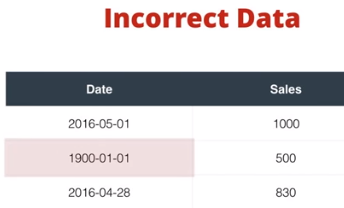 Incorrect Data
Date Sales
2016-05-01 1000
1900-01-01 500
2016-04-28 830